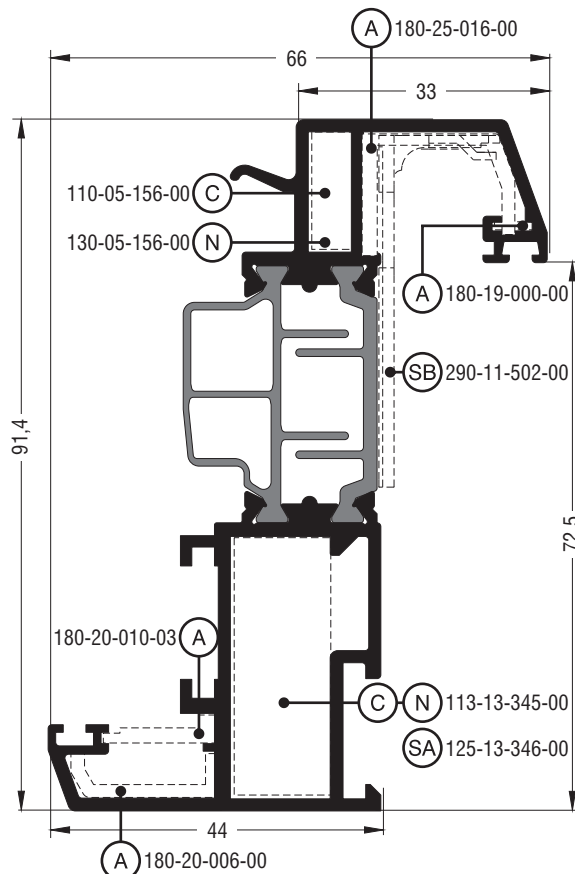 A 180-25-016-00
66
33
110-05-156-00 C
130-05-156-00 N
A 180-19-000-00
SB 290-11-502-00
91,4
72,5
180-20-010-03 A
C N 113-13-345-00
SA 125-13-346-00
44
A 180-20-006-00